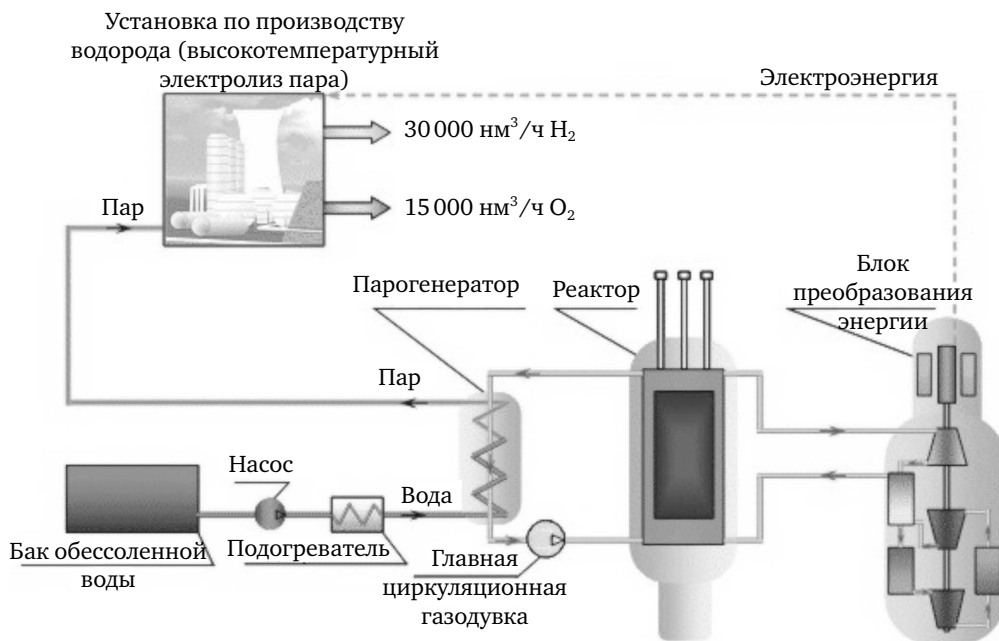 Установка по производству
водорода (высокотемпературный
электролиз пара)
Электроэнергия
30 000 нм³/ч H₂
15 000 нм³/ч O₂
Пар
Парогенератор
Реактор
Блок
преобразования
энергии
Пар
Насос
Вода
Бак обессоленной
воды
Подогреватель
Главная
циркуляционная
газодувка